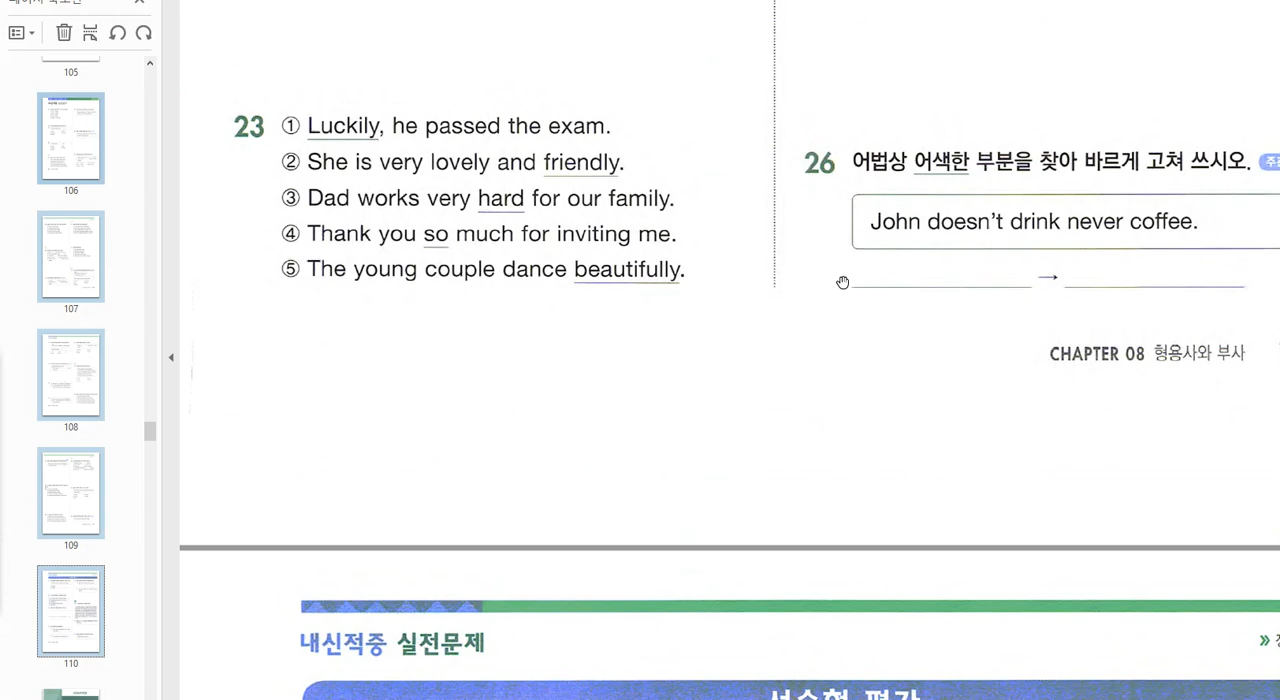 105
106
107
108
109
110
23 ① Luckily, he passed the exam.
② She is very lovely and friendly.
③ Dad works very hard for our family.
④ Thank you so much for inviting me.
⑤ The young couple dance beautifully.
26 어법상 어색한 부분을 찾아 바르게 고쳐 쓰시오.
John doesn't drink never coffee.
→
CHAPTER 08 형용사와 부사
내신적중 실전문제